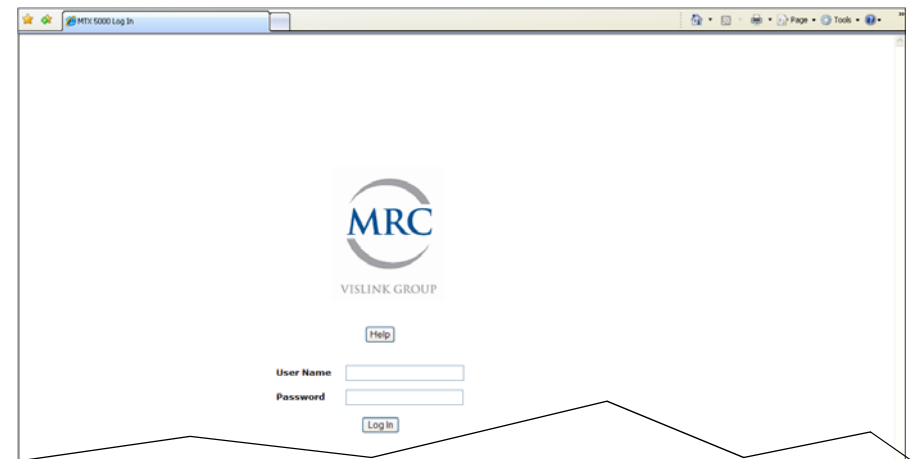 MTX 5000 Log In
Page Tools
MRC
VISLINK GROUP
Help
User Name
Password
Log In